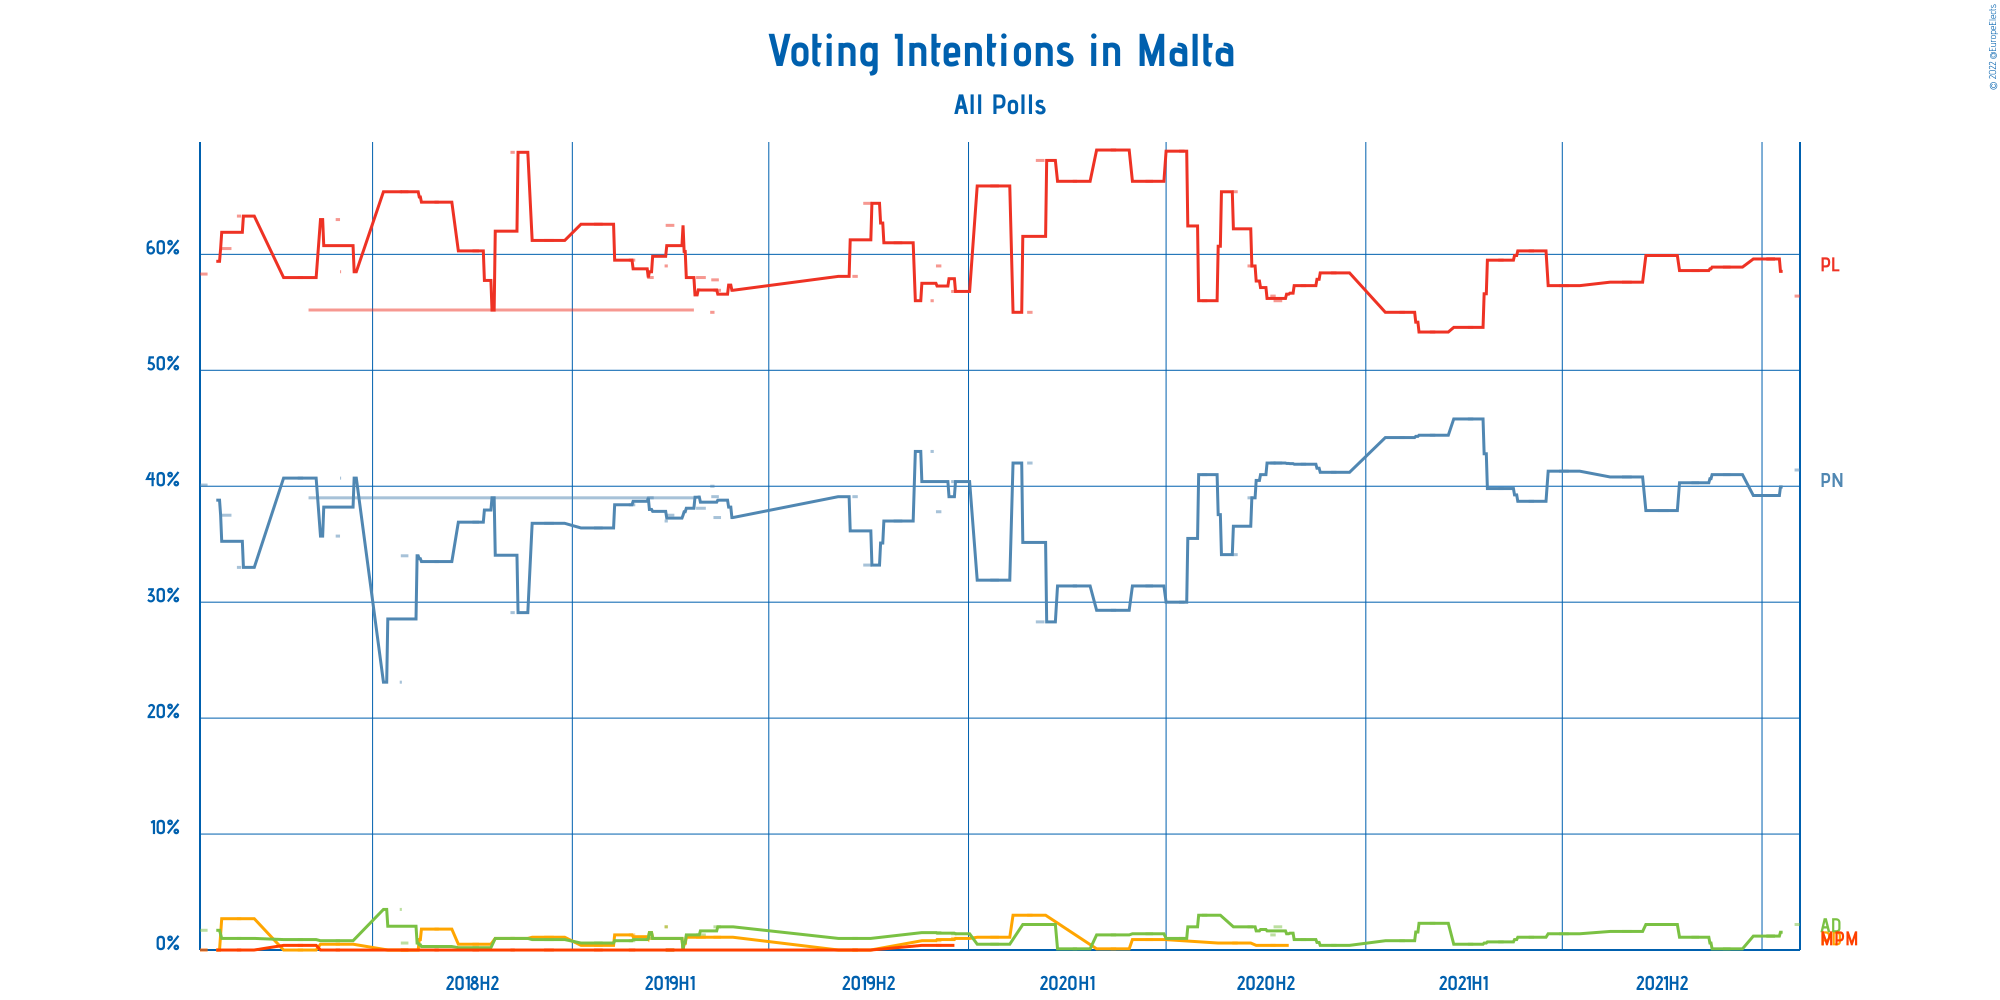 Voting Intentions in Malta
All Polls
© 2022 @EuropeElects
60%
50%
40%
30%
20%
10%
0%
PL
PN
AD
MPM
2018H2
2019H1
2019H2
2020H1
2020H2
2021H1
2021H2